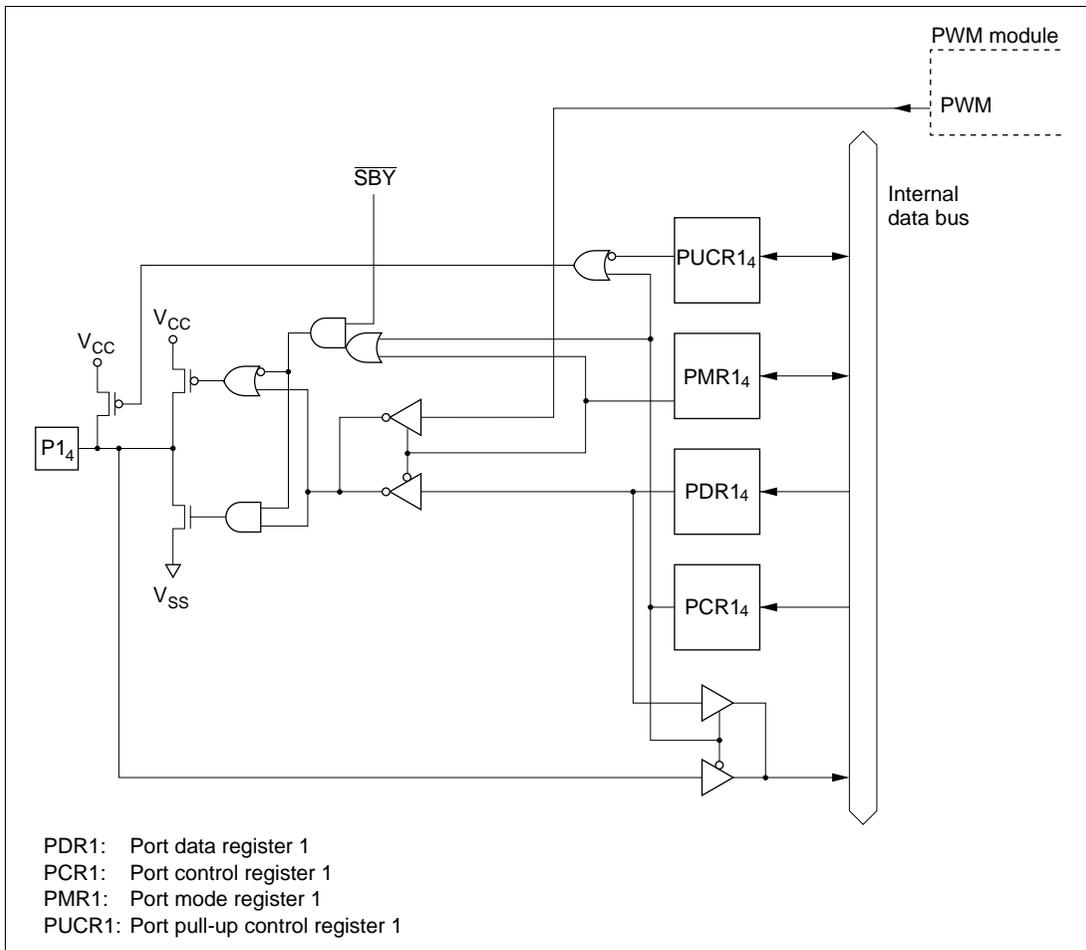 PWM module
PWM
SBY
Internal
data bus
PUCR1₄
VCC
VCC
PMR1₄
P1₄
PDR1₄
VSS
PCR1₄
PDR1: Port data register 1
PCR1: Port control register 1
PMR1: Port mode register 1
PUCR1: Port pull-up control register 1